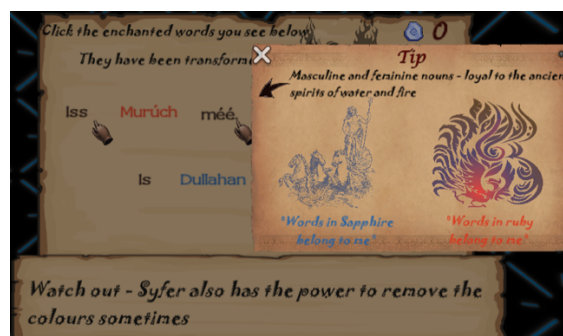 Click the enchanted words you see below
0
They have been transforme
Tip
Masculine and feminine nouns - loyal to the ancien
spirits of water and fire
Iss Murúch méé
Is Dullahan
"Words in Sapphire
belong to me"
"Words in ruby
belong to me"
Watch out - Syfer also has the power to remove the
colours sometimes